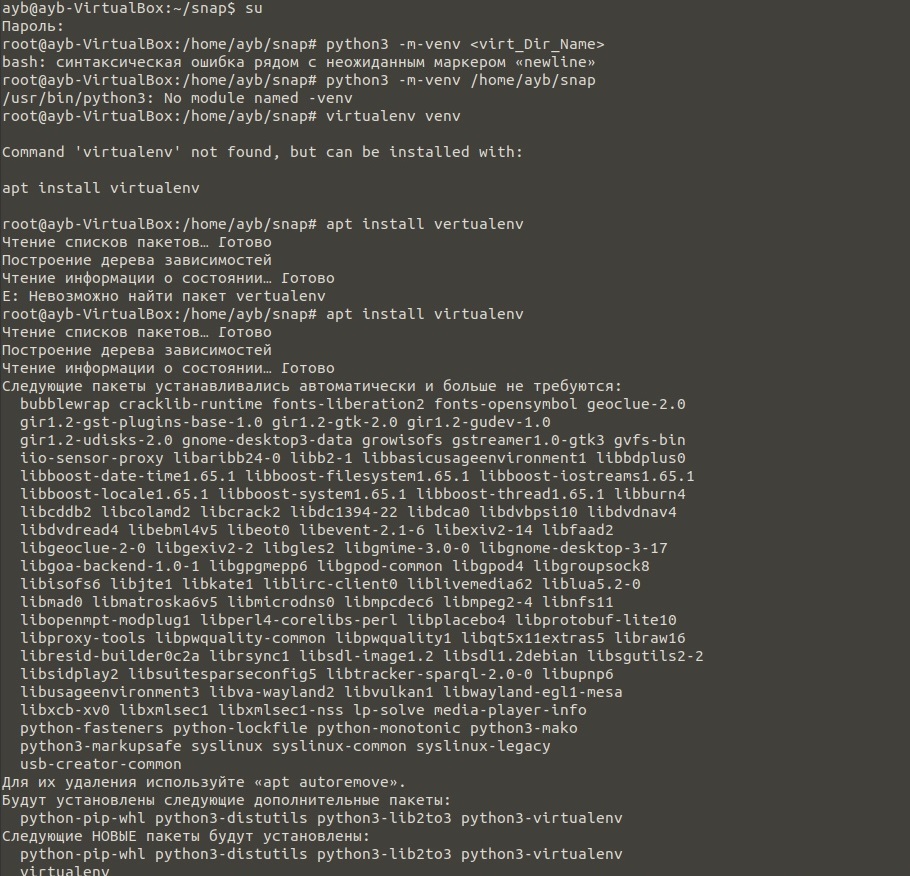 ayb@ayb-VirtualBox:~/snap$ su
Пароль:
root@ayb-VirtualBox:/home/ayb/snap# python3 -m-venv <virt_Dir_Name>
bash: синтаксическая ошибка рядом с неожиданным маркером «newline»
root@ayb-VirtualBox:/home/ayb/snap# python3 -m-venv /home/ayb/snap
/usr/bin/python3: No module named -venv
root@ayb-VirtualBox:/home/ayb/snap# virtualenv venv
Command 'virtualenv' not found, but can be installed with:
apt install virtualenv
root@ayb-VirtualBox:/home/ayb/snap# apt install vertualenv
Чтение списков пакетов… Готово
Построение дерева зависимостей
Чтение информации о состоянии… Готово
E: Невозможно найти пакет vertualenv
root@ayb-VirtualBox:/home/ayb/snap# apt install virtualenv
Чтение списков пакетов… Готово
Построение дерева зависимостей
Чтение информации о состоянии… Готово
Следующие пакеты устанавливались автоматически и больше не требуются:
bubblewrap cracklib-runtime fonts-liberation2 fonts-opensymbol geoclue-2.0
gir1.2-gst-plugins-base-1.0 gir1.2-gtk-2.0 gir1.2-gudev-1.0
gir1.2-udisks-2.0 gnome-desktop3-data growisofs gstreamer1.0-gtk3 gvfs-bin
iio-sensor-proxy libaribb24-0 libb2-1 libbasicusageenvironment1 libbdplus0
libboost-date-time1.65.1 libboost-filesystem1.65.1 libboost-iostreams1.65.1
libboost-locale1.65.1 libboost-system1.65.1 libboost-thread1.65.1 libburn4
libcddb2 libcolamd2 libcrack2 libdc1394-22 libdca0 libdvbpsi10 libdvdnav4
libdvdread4 libebml4v5 libeot0 libevent-2.1-6 libexiv2-14 libfaad2
libgeoclue-2-0 libgexiv2-2 libgles2 libgmime-3.0-0 libgnome-desktop-3-17
libgoa-backend-1.0-1 libgpgmepp6 libgpod-common libgpod4 libgroupsock8
libisofs6 libjte1 libkate1 liblirc-client0 liblivemedia62 liblua5.2-0
libmad0 libmatroska6v5 libmicrodns0 libmpcdec6 libmpeg2-4 libnfs11
libopenmpt-modplug1 libperl4-corelibs-perl libplacebo4 libprotobuf-lite10
libproxy-tools libpwquality-common libpwquality1 libqt5x11extras5 libraw16
libresid-builder0c2a librsync1 libsdl-image1.2 libsdl1.2debian libsgutils2-2
libsidplay2 libsuitesparseconfig5 libtracker-sparql-2.0-0 libupnp6
libusageenvironment3 libva-wayland2 libvulkan1 libwayland-egl1-mesa
libxcb-xv0 libxmlsec1 libxmlsec1-nss lp-solve media-player-info
python-fasteners python-lockfile python-monotonic python3-mako
python3-markupsafe syslinux syslinux-common syslinux-legacy
usb-creator-common
Для их удаления используйте «apt autoremove».
Будут установлены следующие дополнительные пакеты:
python-pip-whl python3-distutils python3-lib2to3 python3-virtualenv
Следующие НОВЫЕ пакеты будут установлены:
python-pip-whl python3-distutils python3-lib2to3 python3-virtualenv
virtualenv